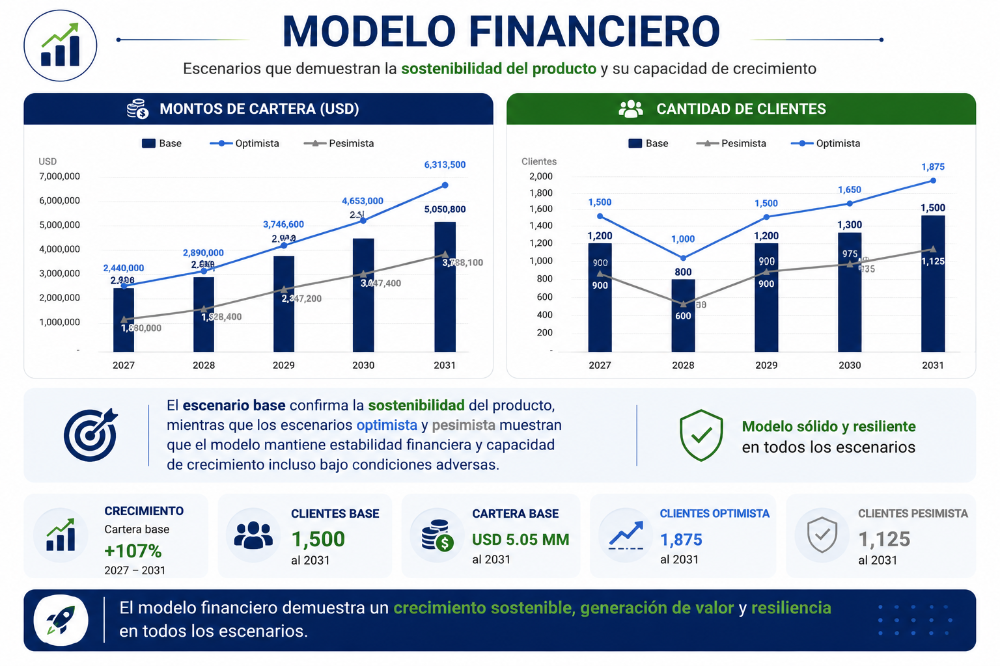 MODELO FINANCIERO
Escenarios que demuestran la sostenibilidad del producto y su capacidad de crecimiento
MONTOS DE CARTERA (USD)
Base
Optimista
Pesimista
USD
7,000,000
6,000,000
5,000,000
4,000,000
3,000,000
2,000,000
1,000,000
-
2,440,000
2,890,000
3,746,600
4,653,000
6,313,500
5,050,800
2027
2028
2029
2030
2031
CANTIDAD DE CLIENTES
Base
Pesimista
Optimista
Clientes
2,000
1,800
1,600
1,400
1,200
1,000
800
600
400
200
-
1,500
1,000
1,500
1,650
1,875
1,200
800
1,200
1,300
1,500
900
900
975
1,125
900
600
900
2027
2028
2029
2030
2031
El escenario base confirma la sostenibilidad del producto,
mientras que los escenarios optimista y pesimista muestran
que el modelo mantiene estabilidad financiera y capacidad
de crecimiento incluso bajo condiciones adversas.
Modelo sólido y resiliente
en todos los escenarios
CRECIMIENTO
Cartera base
+107%
2027 – 2031
CLIENTES BASE
1,500
al 2031
CARTERA BASE
USD 5.05 MM
al 2031
CLIENTES OPTIMISTA
1,875
al 2031
CLIENTES PESIMISTA
1,125
al 2031
El modelo financiero demuestra un crecimiento sostenible, generación de valor y resiliencia
en todos los escenarios.